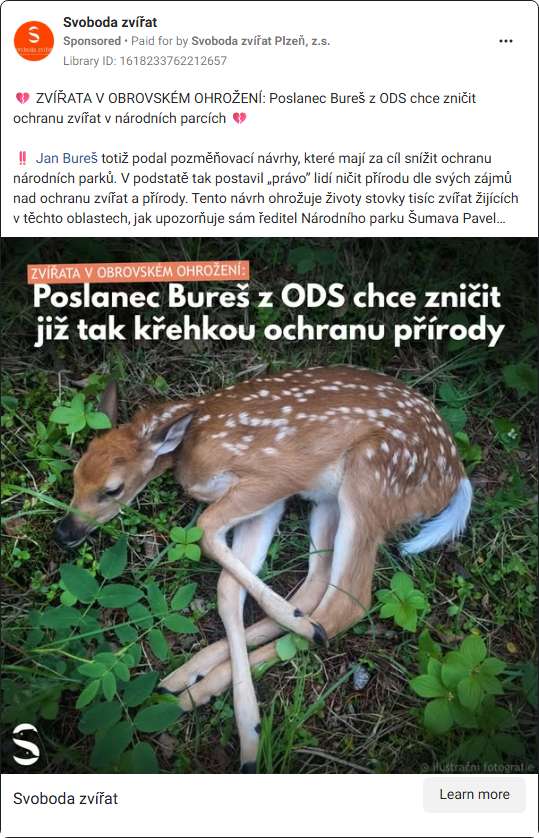 Svoboda zvířat
Sponsored • Paid for by Svoboda zvířat Plzeň, z.s.
Library ID: 1618233762212657
💔 ZVÍŘATA V OBROVSKÉM OHROŽENÍ: Poslanec Bureš z ODS chce zničit
ochranu zvířat v národních parcích 💔
‼️ Jan Bureš totiž podal pozměňovací návrhy, které mají za cíl snížit ochranu
národních parků. V podstatě tak postavil „právo” lidí ničit přírodu dle svých zájmů
nad ochranu zvířat a přírody. Tento návrh ohrožuje životy stovky tisíc zvířat žijících
v těchto oblastech, jak upozorňuje sám ředitel Národního parku Šumava Pavel...
ZVÍŘATA V OBROVSKÉM OHROŽENÍ:
Poslanec Bureš z ODS chce zničit
již tak křehkou ochranu přírody
© ilustrační fotografie
Svoboda zvířat
Learn more